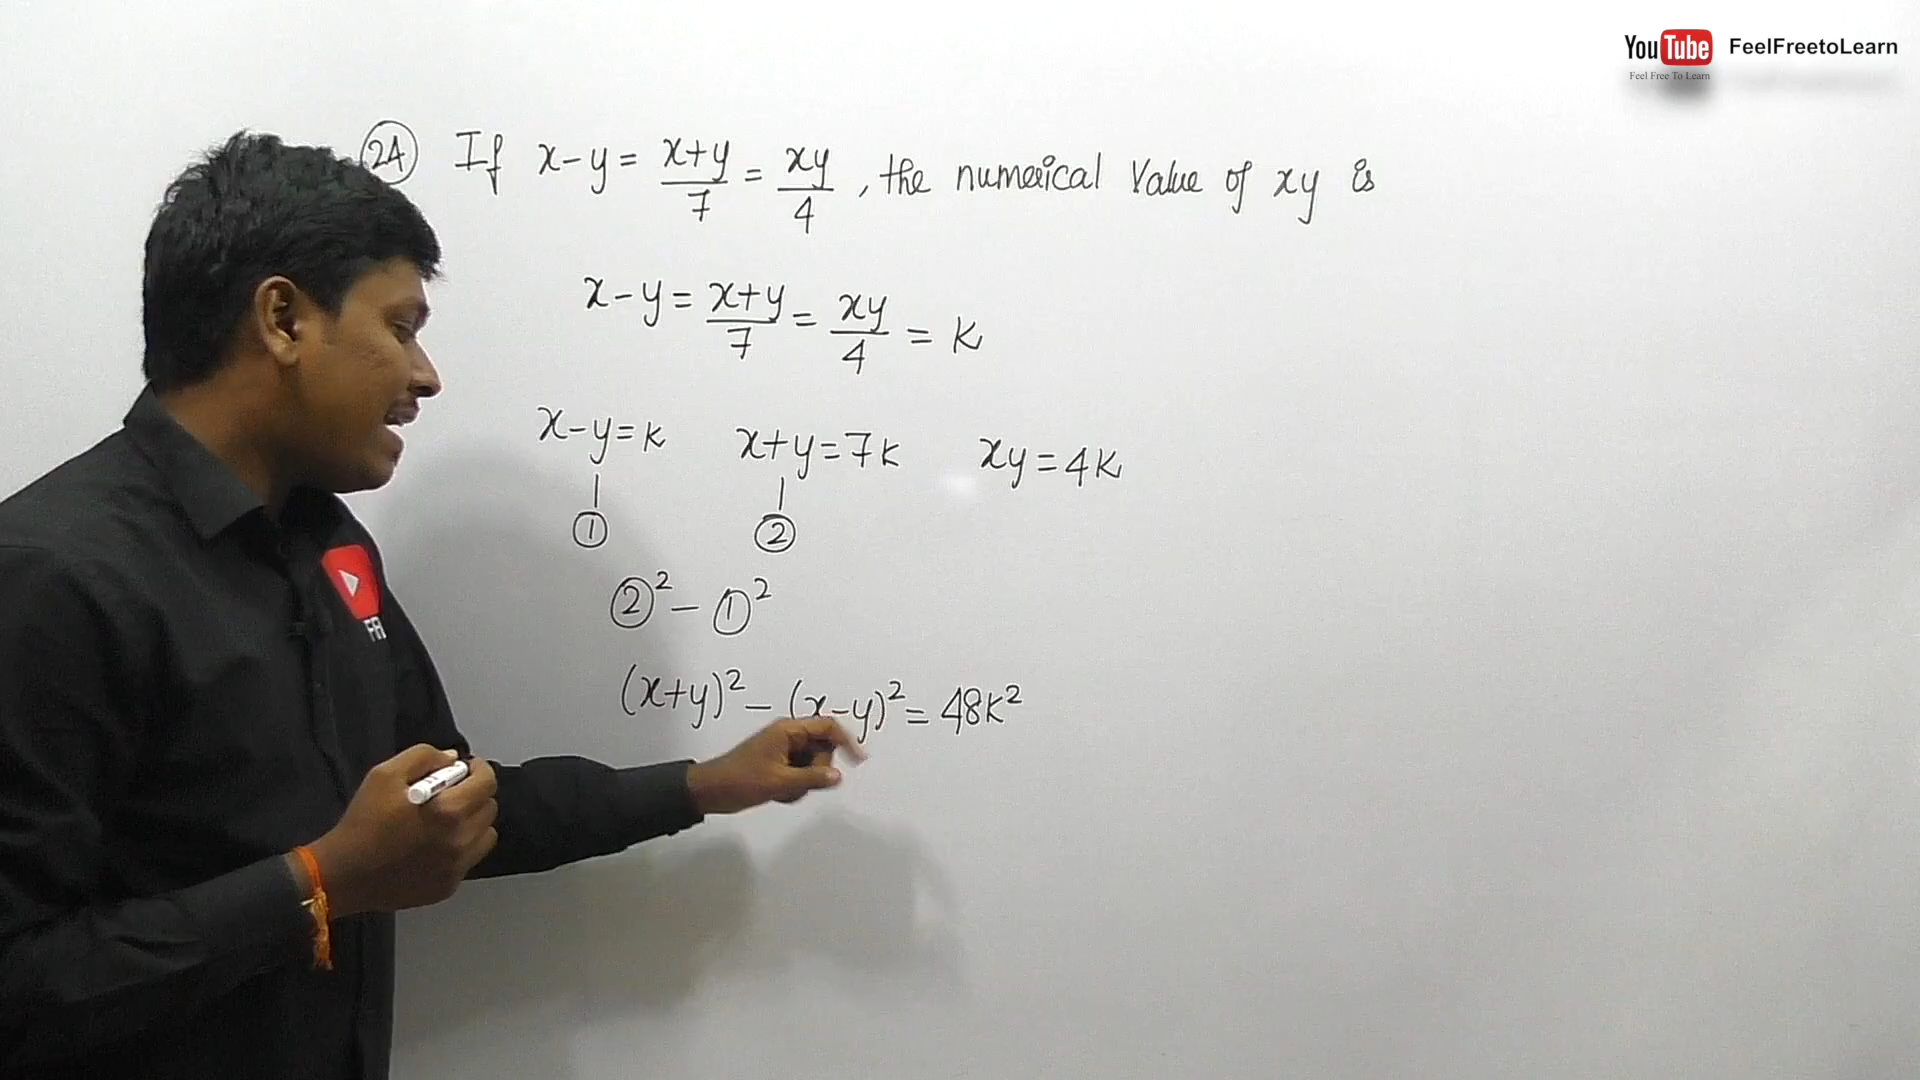 YouTube FeelFreetoLearn
Feel Free To Learn
24 If x-y = x+y/7 = xy/4, the numerical Value of xy is
x-y = x+y/7 = xy/4 = k
x-y=k x+y=7k xy=4k
1 2
2² - 1²
(x+y)² - (x-y)² = 48k²